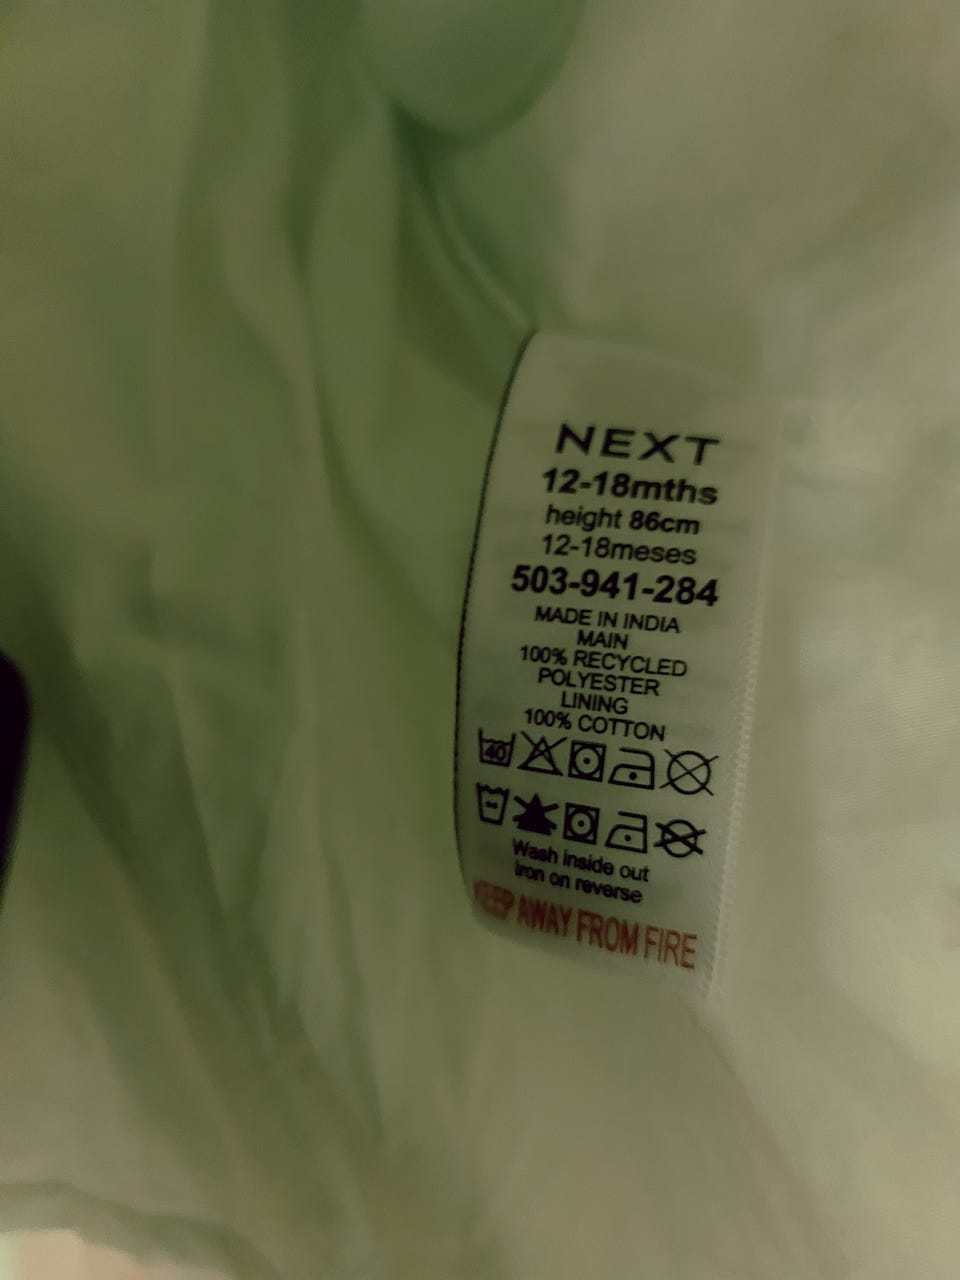 NEXT
12-18mths
height 86cm
12-18meses
503-941-284
MADE IN INDIA
MAIN
100% RECYCLED
POLYESTER
LINING
100% COTTON
40
Wash inside out
Iron on reverse
KEEP AWAY FROM FIRE